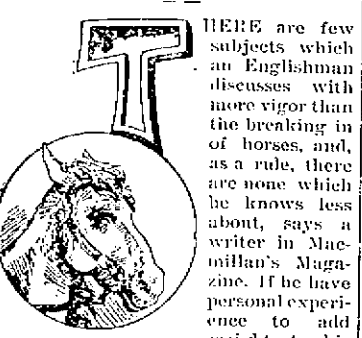 THERE are few
subjects which
an Englishman
discusses with
more vigor than
the breaking in
of horses, and,
as a rule, there
are none which
he knows less
about, says a
writer in Mac-
millan's Maga-
zine. If he have
personal experi-
ence to add